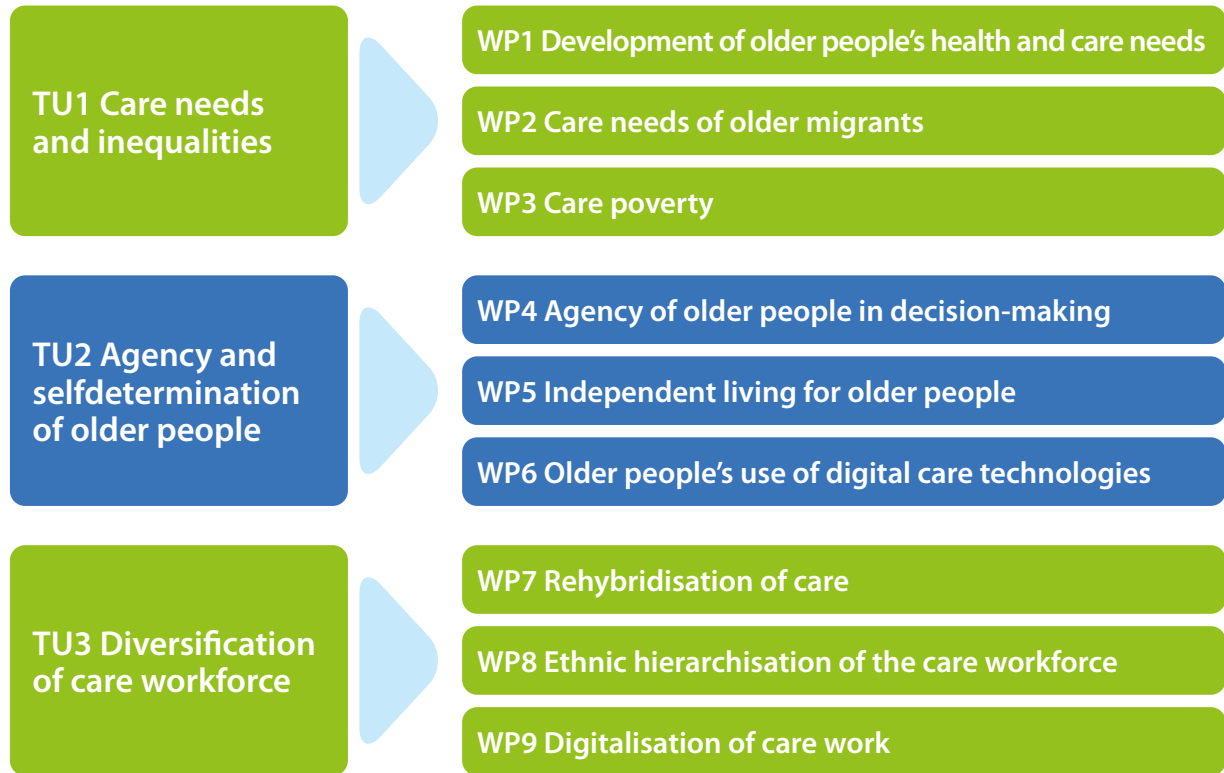 TU1 Care needs
and inequalities
WP1 Development of older people’s health and care needs
WP2 Care needs of older migrants
WP3 Care poverty
TU2 Agency and
selfdetermination
of older people
WP4 Agency of older people in decision-making
WP5 Independent living for older people
WP6 Older people’s use of digital care technologies
TU3 Diversification
of care workforce
WP7 Rehybridisation of care
WP8 Ethnic hierarchisation of the care workforce
WP9 Digitalisation of care work